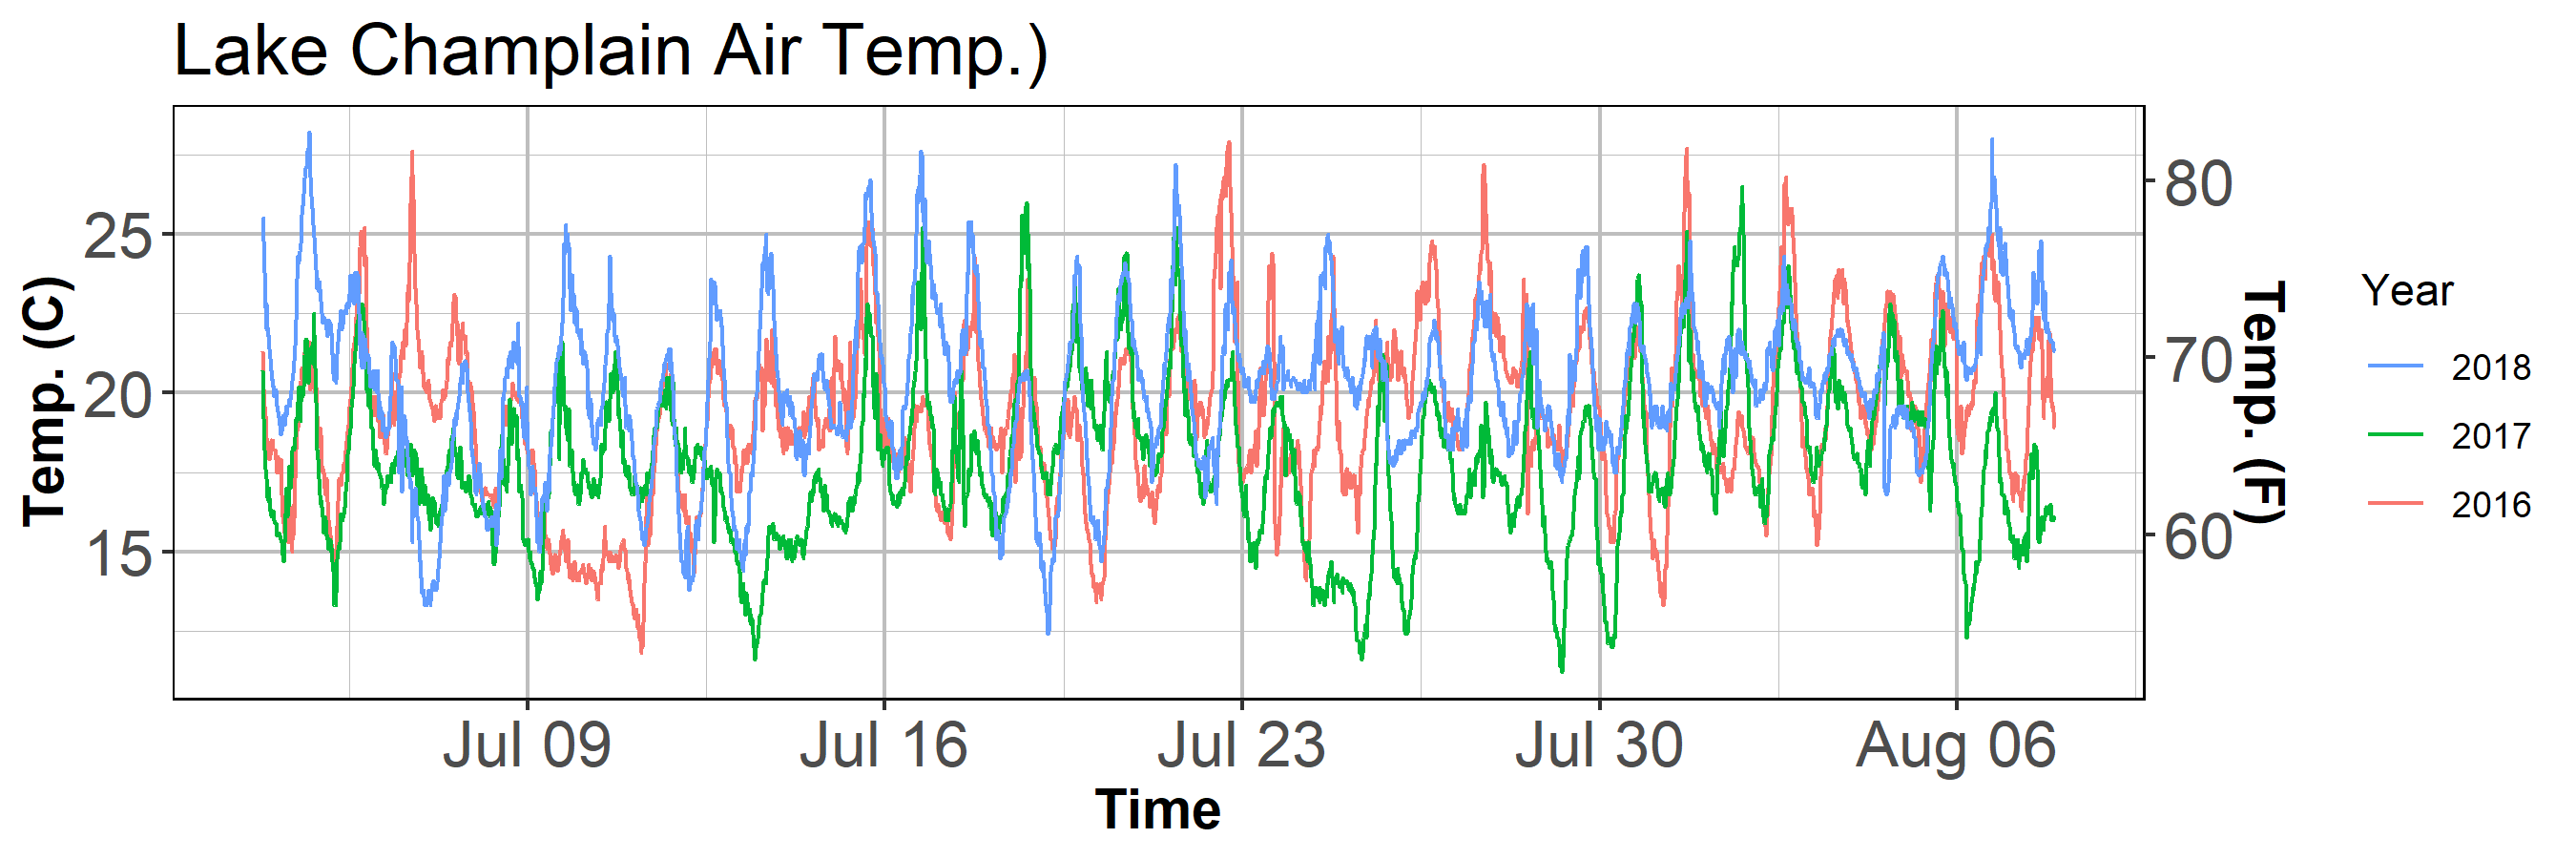 Lake Champlain Air Temp.)
Temp. (C)
25
20
15
80
70
60
Temp. (F)
Jul 09 Jul 16 Jul 23 Jul 30 Aug 06
Time
Year
2018
2017
2016